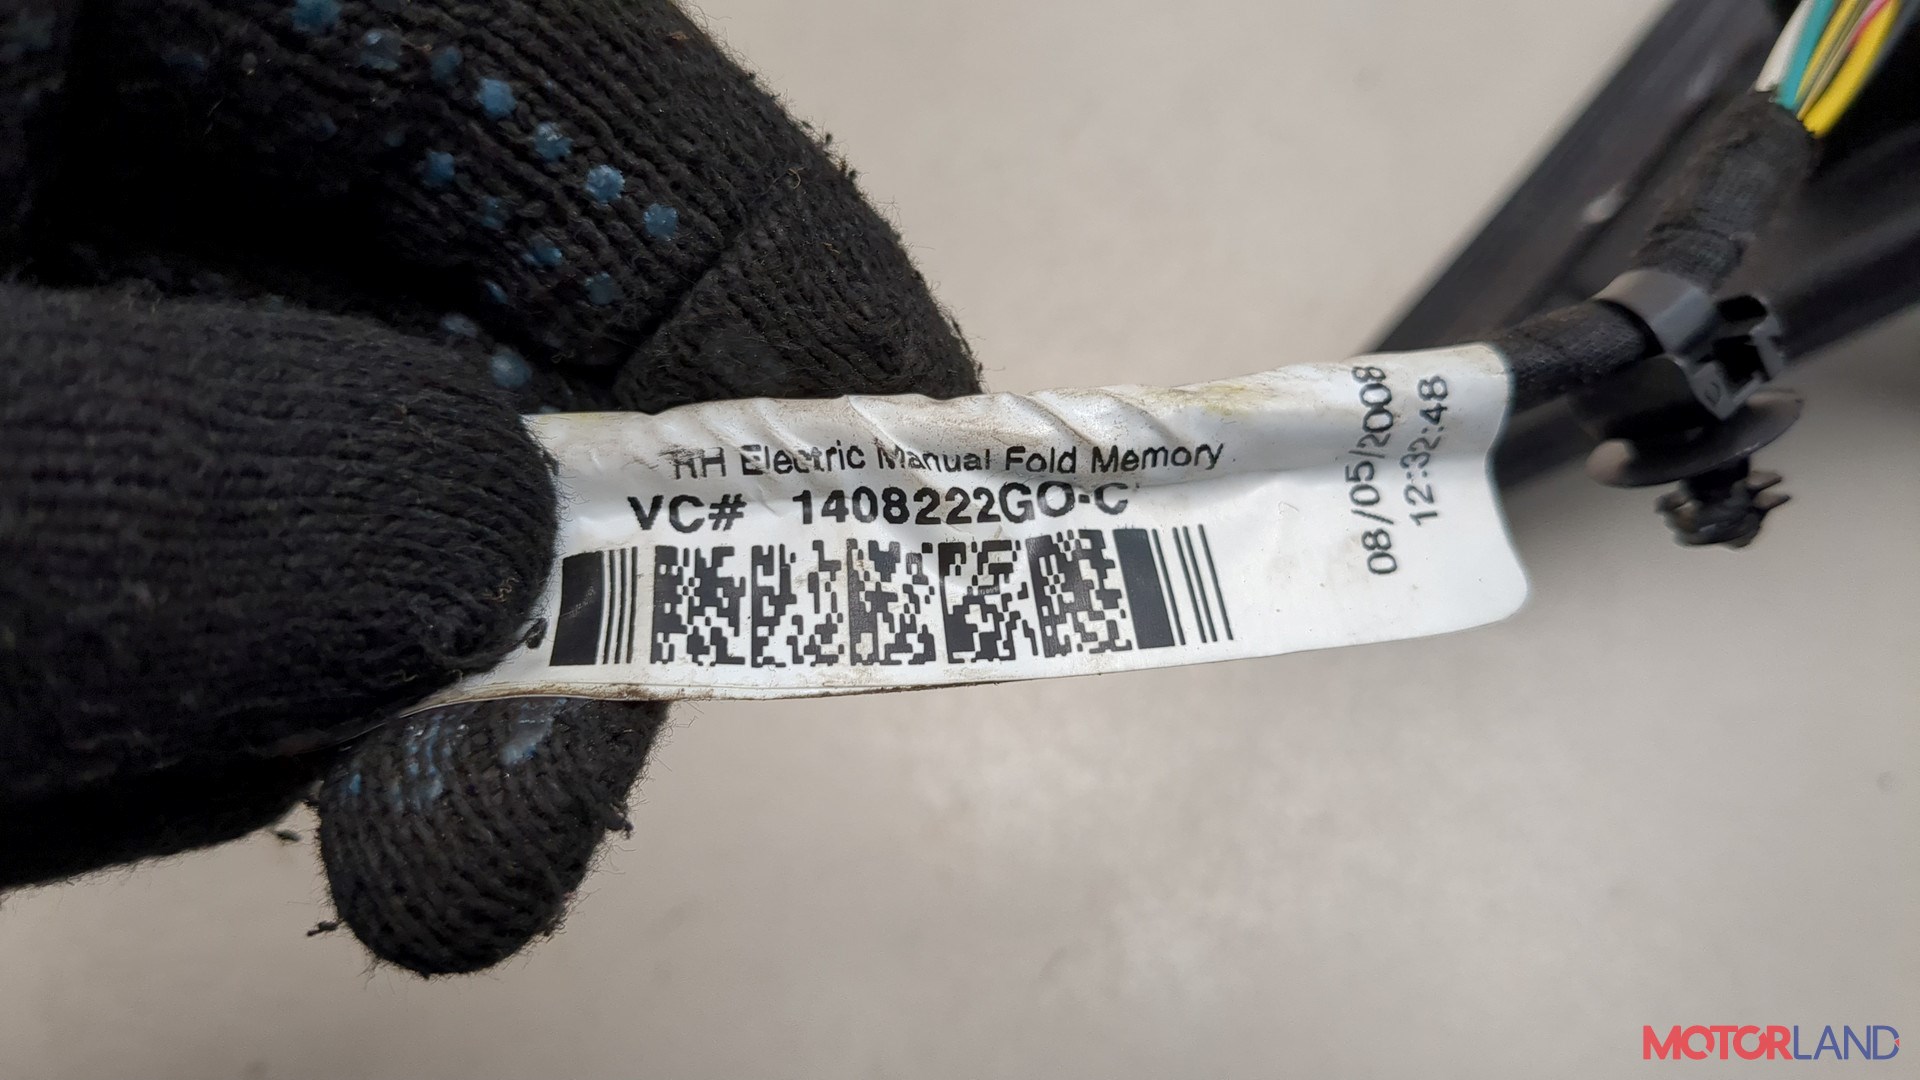 RH Electric Manual Fold Memory
VC# 1408222GO-C
08/05/2008
12:32:48
MOTORLAND